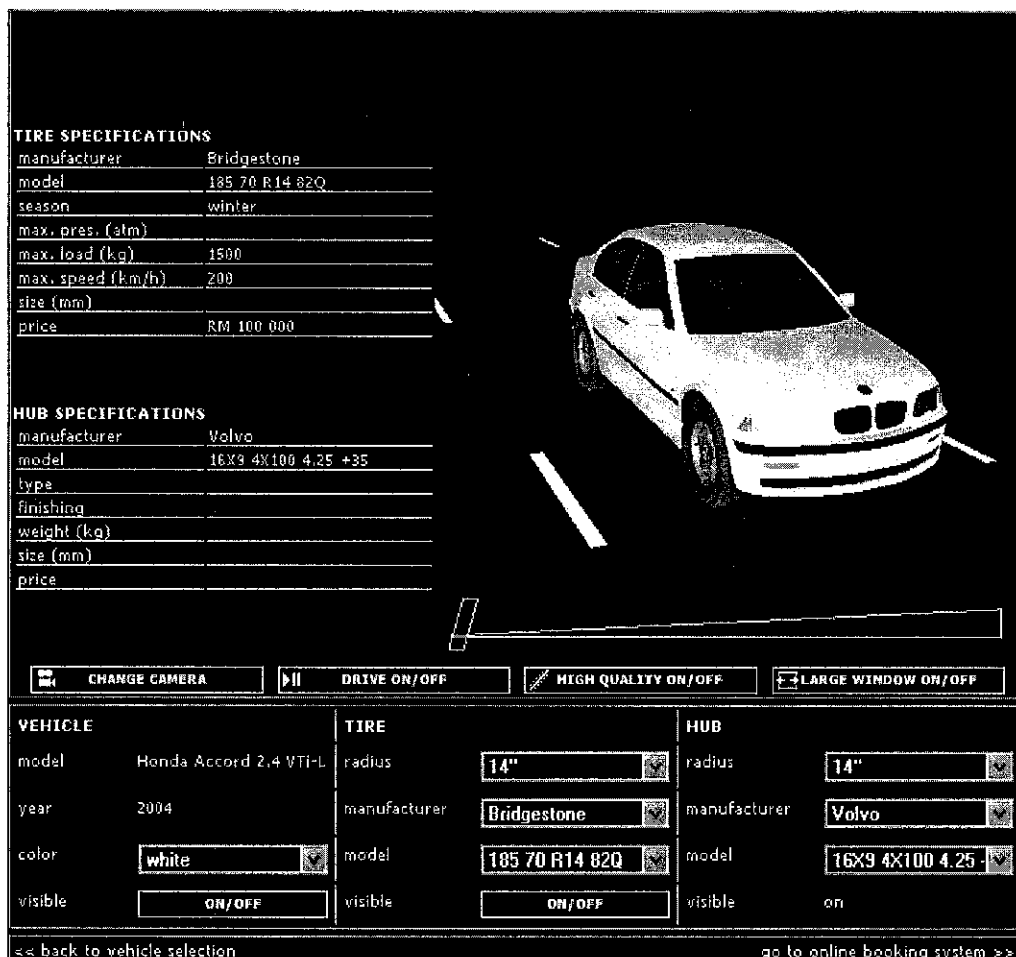 TIRE SPECIFICATIONS
manufacturer Bridgestone
model 185 70 R14 82Q
season winter
max. pres. (atm)
max. load (kg) 1500
max. speed (km/h) 208
size (mm)
price RM 100 000
HUB SPECIFICATIONS
manufacturer Volvo
model 16X9 4X100 4.25 +35
type
finishing
weight (kg)
size (mm)
price
CHANGE CAMERA DRIVE ON/OFF HIGH QUALITY ON/OFF LARGE WINDOW ON/OFF
VEHICLE TIRE HUB
model Honda Accord 2.4 VTi-L radius 14" radius 14"
year 2004 manufacturer Bridgestone manufacturer Volvo
color white model 185 70 R14 82Q model 16X9 4X100 4.25 -
visible ON/OFF visible ON/OFF visible on
<< back to vehicle selection go to online booking system >>